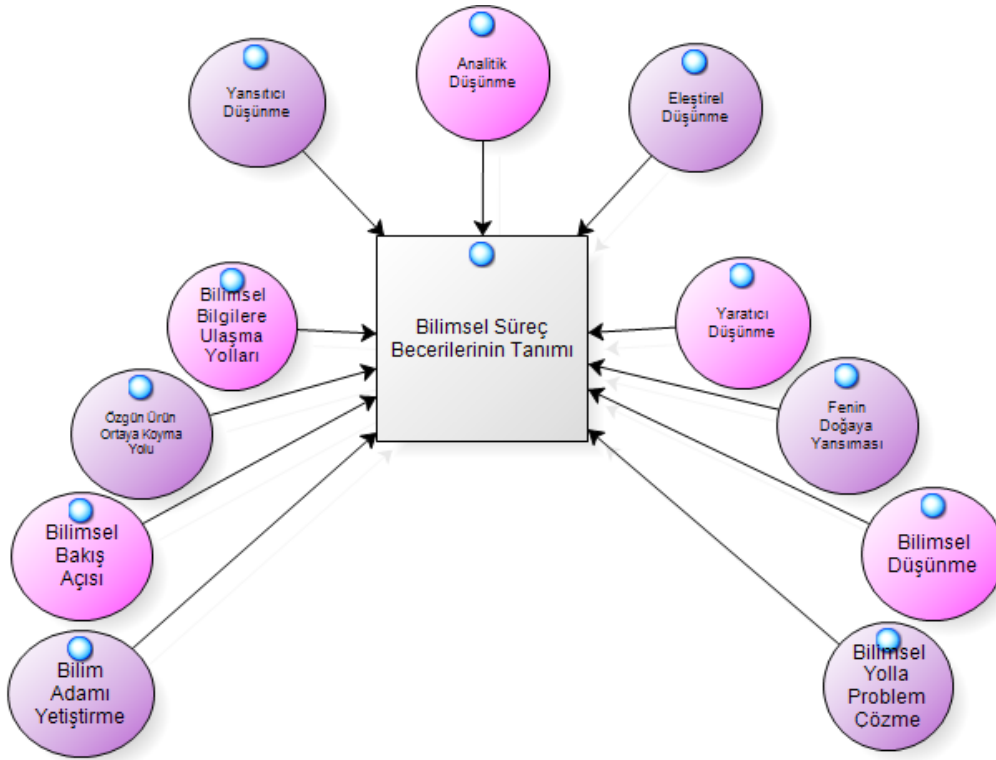 Yansıtıcı
Düşünme
Analitik
Düşünme
Eleştirel
Düşünme
Bilimsel
Bilgilere
Ulaşma
Yolları
Bilimsel Süreç
Becerilerinin Tanımı
Yaratıcı
Düşünme
Özgün Ürün
Ortaya Koyma
Yolu
Fenin
Doğaya
Yansıması
Bilimsel
Bakış
Açısı
Bilimsel
Düşünme
Bilim
Adamı
Yetiştirme
Bilimsel
Yolla
Problem
Çözme